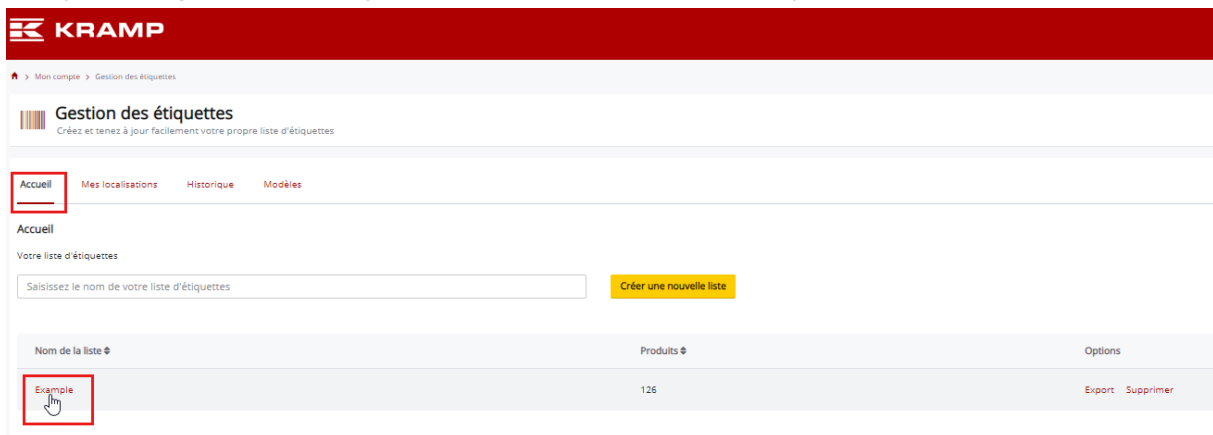 KRAMP
> Mon compte > Gestion des étiquettes
Gestion des étiquettes
Créez et tenez à jour facilement votre propre liste d'étiquettes
Accueil Mes localisations Historique Modèles
Accueil
Votre liste d'étiquettes
Saisissez le nom de votre liste d'étiquettes Créer une nouvelle liste
Nom de la liste Produits Options
Example 126 Export Supprimer